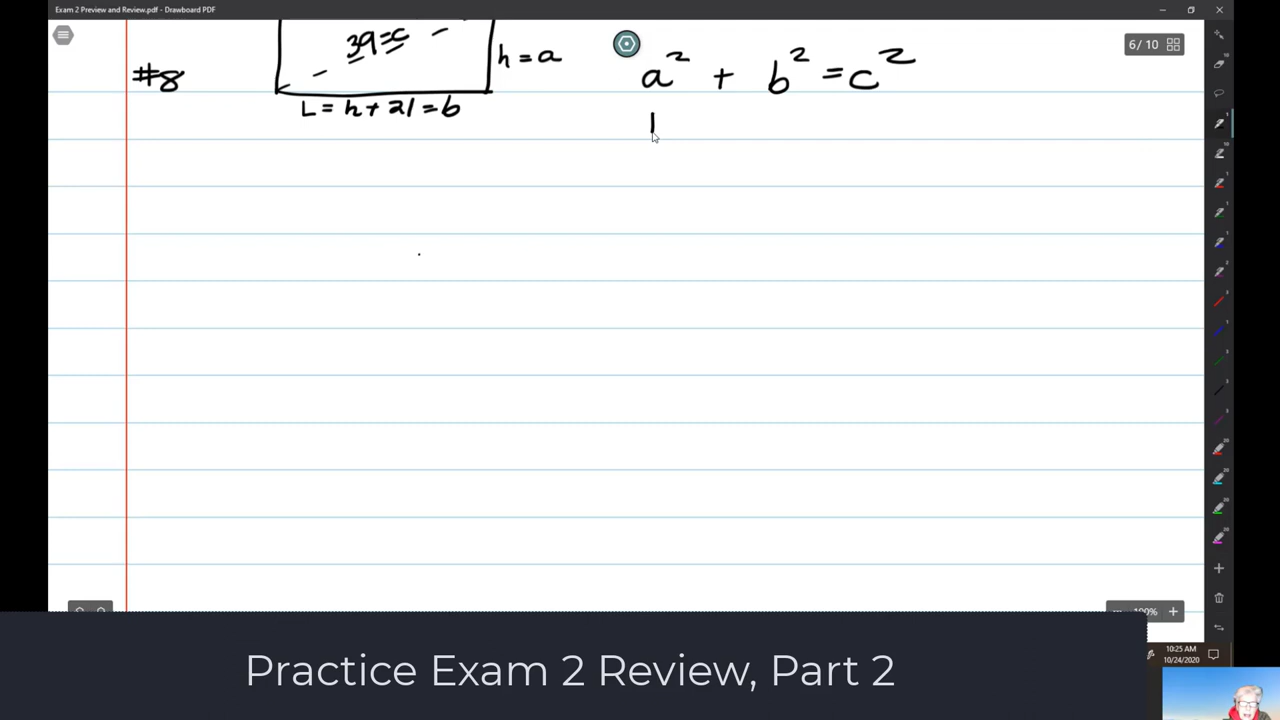 Exam 2 Preview and Review.pdf - Drawboard PDF
6 / 10
39 = c
h = a
a² + b² = c²
#8
L = h + 21 = b
100%
10:25 AM
10/24/2020
Practice Exam 2 Review, Part 2